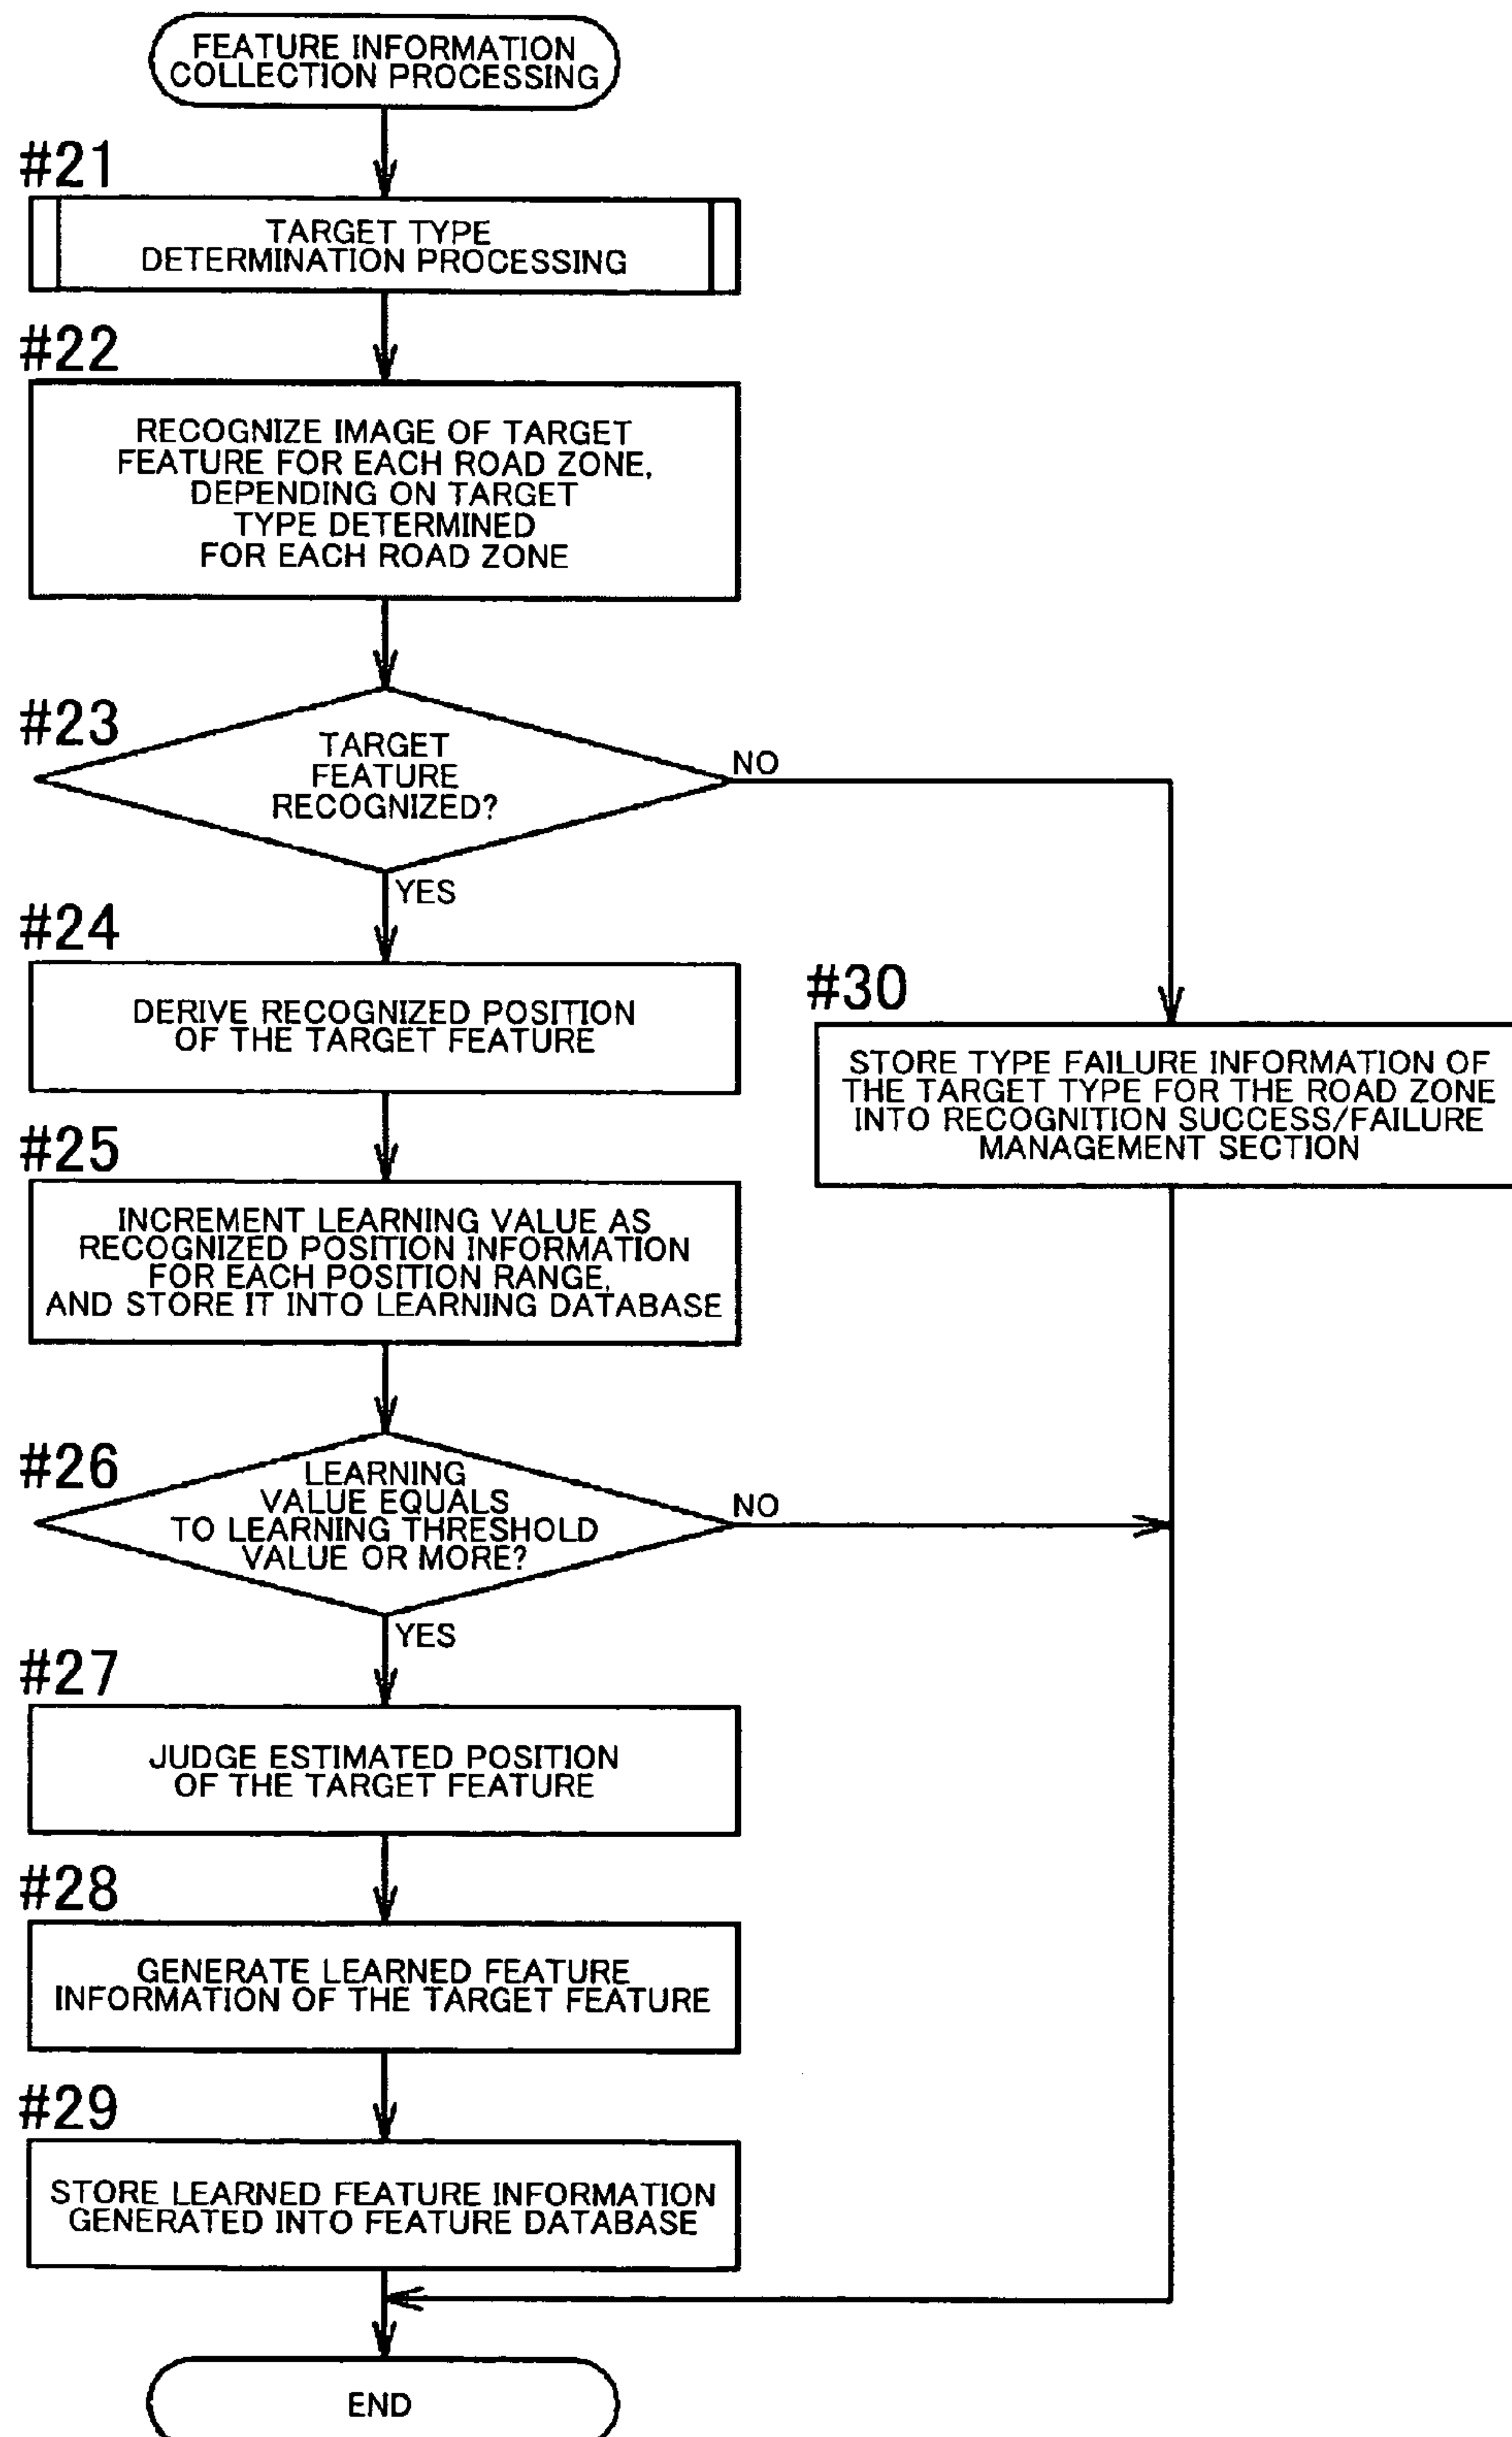 FEATURE INFORMATION
COLLECTION PROCESSING
#21
TARGET TYPE
DETERMINATION PROCESSING
#22
RECOGNIZE IMAGE OF TARGET
FEATURE FOR EACH ROAD ZONE,
DEPENDING ON TARGET
TYPE DETERMINED
FOR EACH ROAD ZONE
#23
TARGET
FEATURE
RECOGNIZED?
NO
YES
#24
DERIVE RECOGNIZED POSITION
OF THE TARGET FEATURE
#30
STORE TYPE FAILURE INFORMATION OF
THE TARGET TYPE FOR THE ROAD ZONE
INTO RECOGNITION SUCCESS/FAILURE
MANAGEMENT SECTION
#25
INCREMENT LEARNING VALUE AS
RECOGNIZED POSITION INFORMATION
FOR EACH POSITION RANGE,
AND STORE IT INTO LEARNING DATABASE
#26
LEARNING
VALUE EQUALS
TO LEARNING THRESHOLD
VALUE OR MORE?
NO
YES
#27
JUDGE ESTIMATED POSITION
OF THE TARGET FEATURE
#28
GENERATE LEARNED FEATURE
INFORMATION OF THE TARGET FEATURE
#29
STORE LEARNED FEATURE INFORMATION
GENERATED INTO FEATURE DATABASE
END